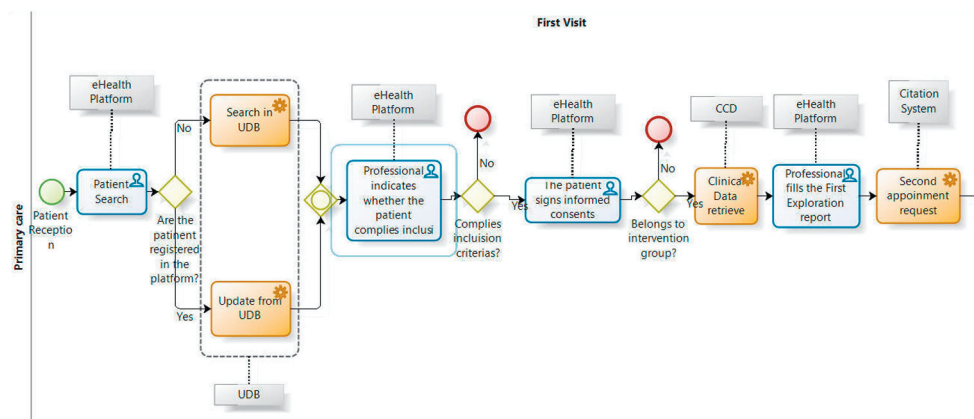 First Visit
Primary care
Patient
Receptio
n
eHealth
Platform
Patient
Search
Are the
patinent
registered
in the
platform?
No
Yes
Search in
UDB
Update from
UDB
UDB
eHealth
Platform
Professional
indicates
whether the
patient
complies inclusi
Complies
incluision
criterias?
No
Yes
eHealth
Platform
The patient
signs informed
consents
Belongs to
intervention
group?
No
Yes
CCD
Clinical
Data
retrieve
eHealth
Platform
Professional
fills the First
Exploration
report
Citation
System
Second
appoinment
request